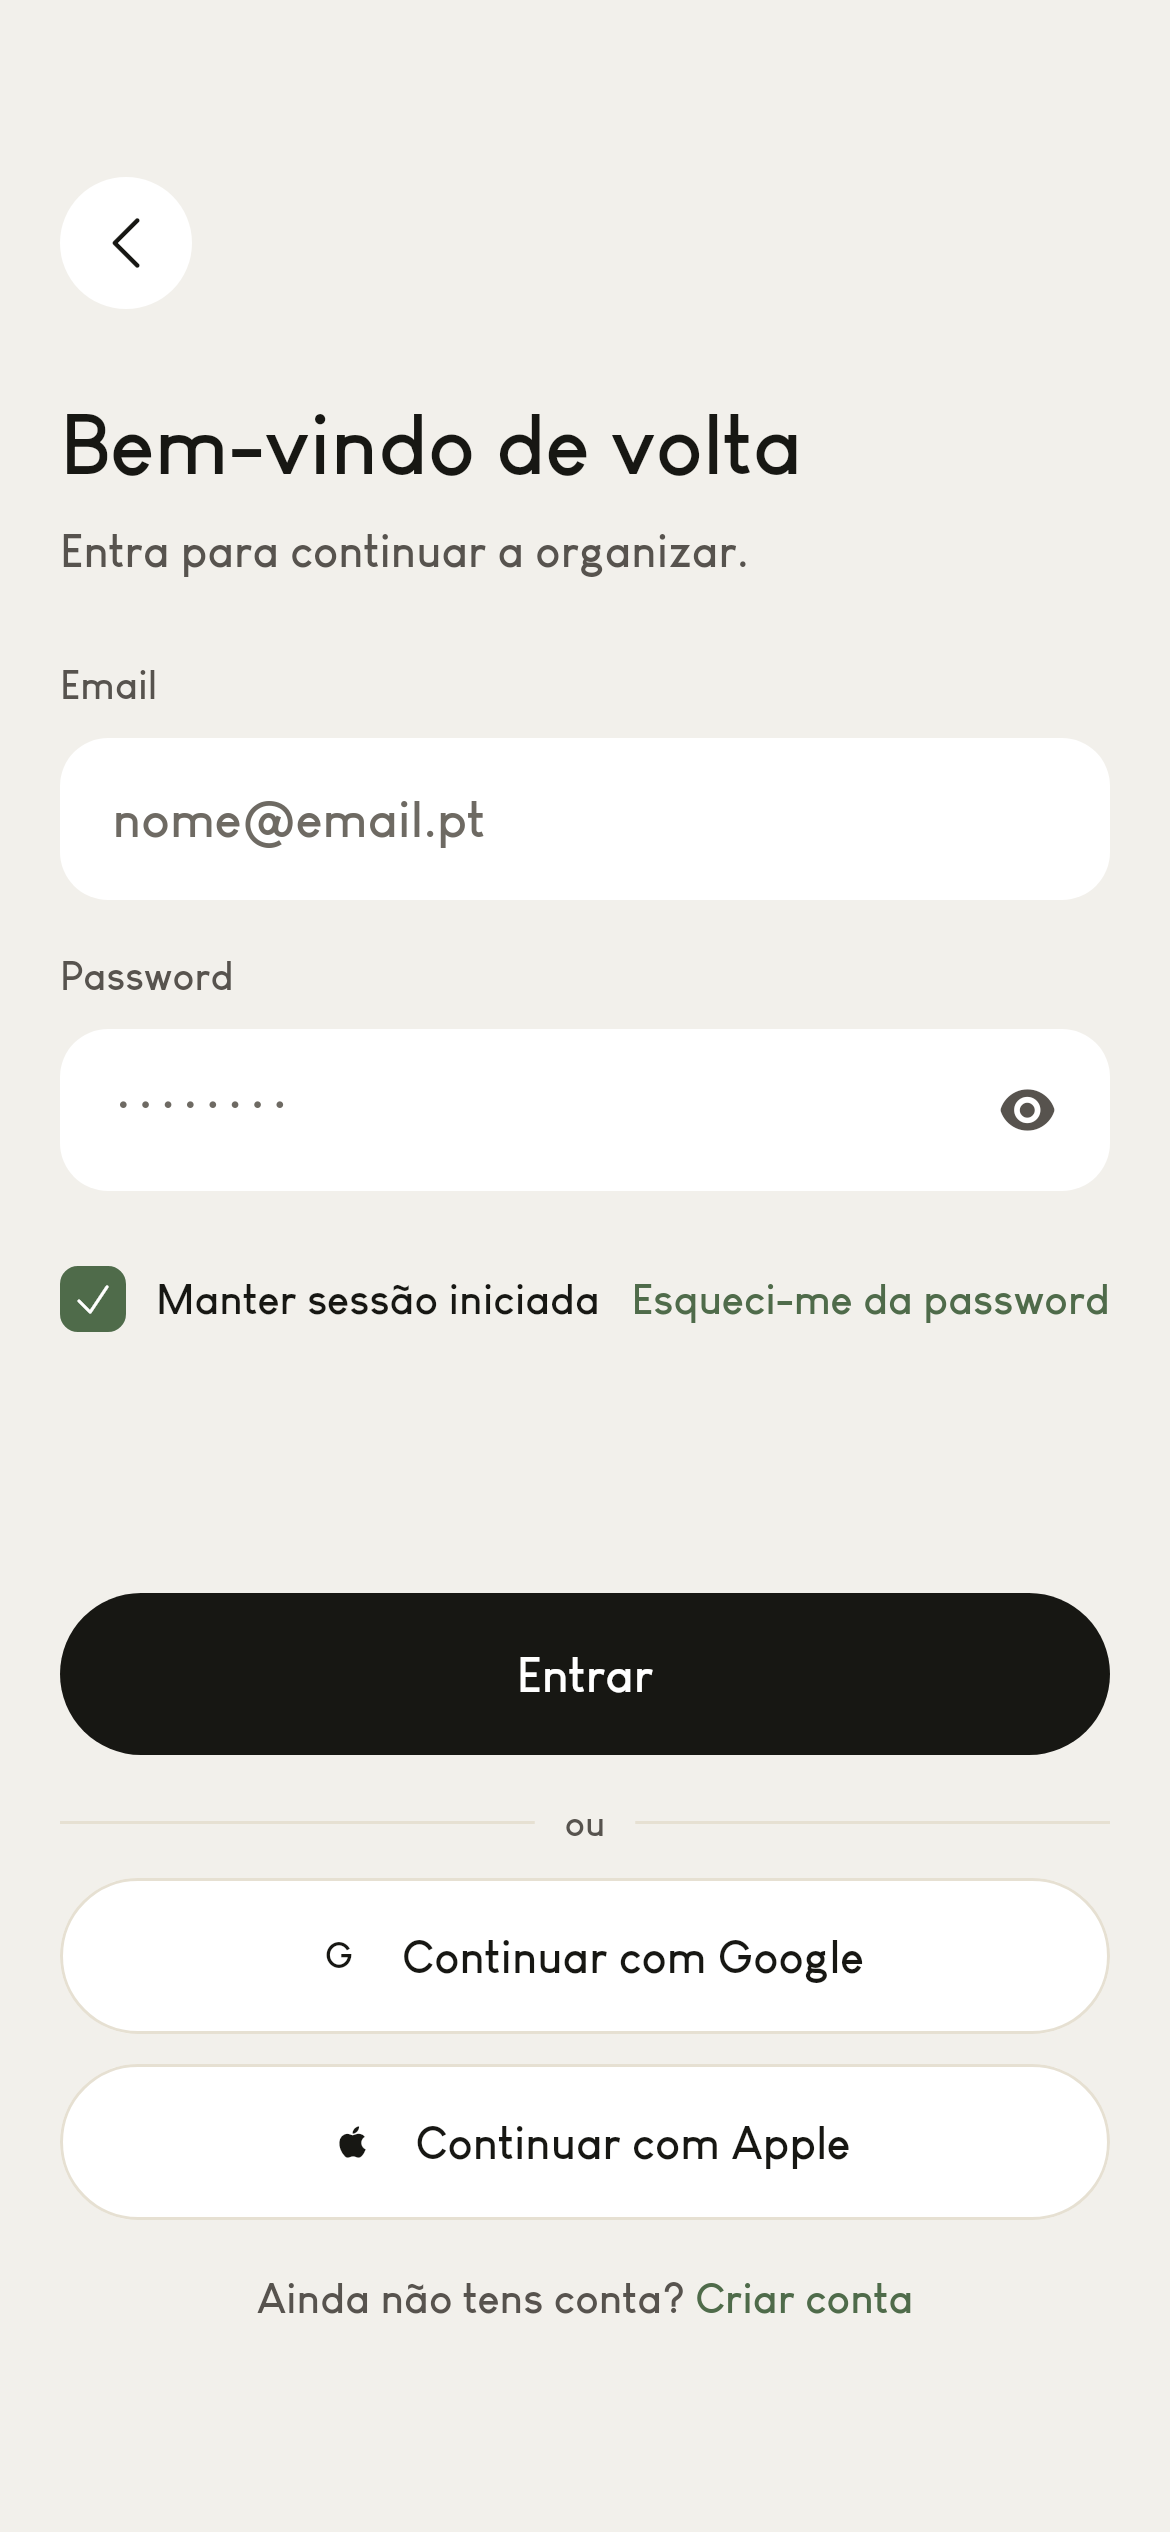 Bem-vindo de volta
Entra para continuar a organizar.
Email
nome@email.pt
Password
••••••••
Manter sessão iniciada Esqueci-me da password
Entrar
ou
G Continuar com Google
Continuar com Apple
Ainda não tens conta? Criar conta